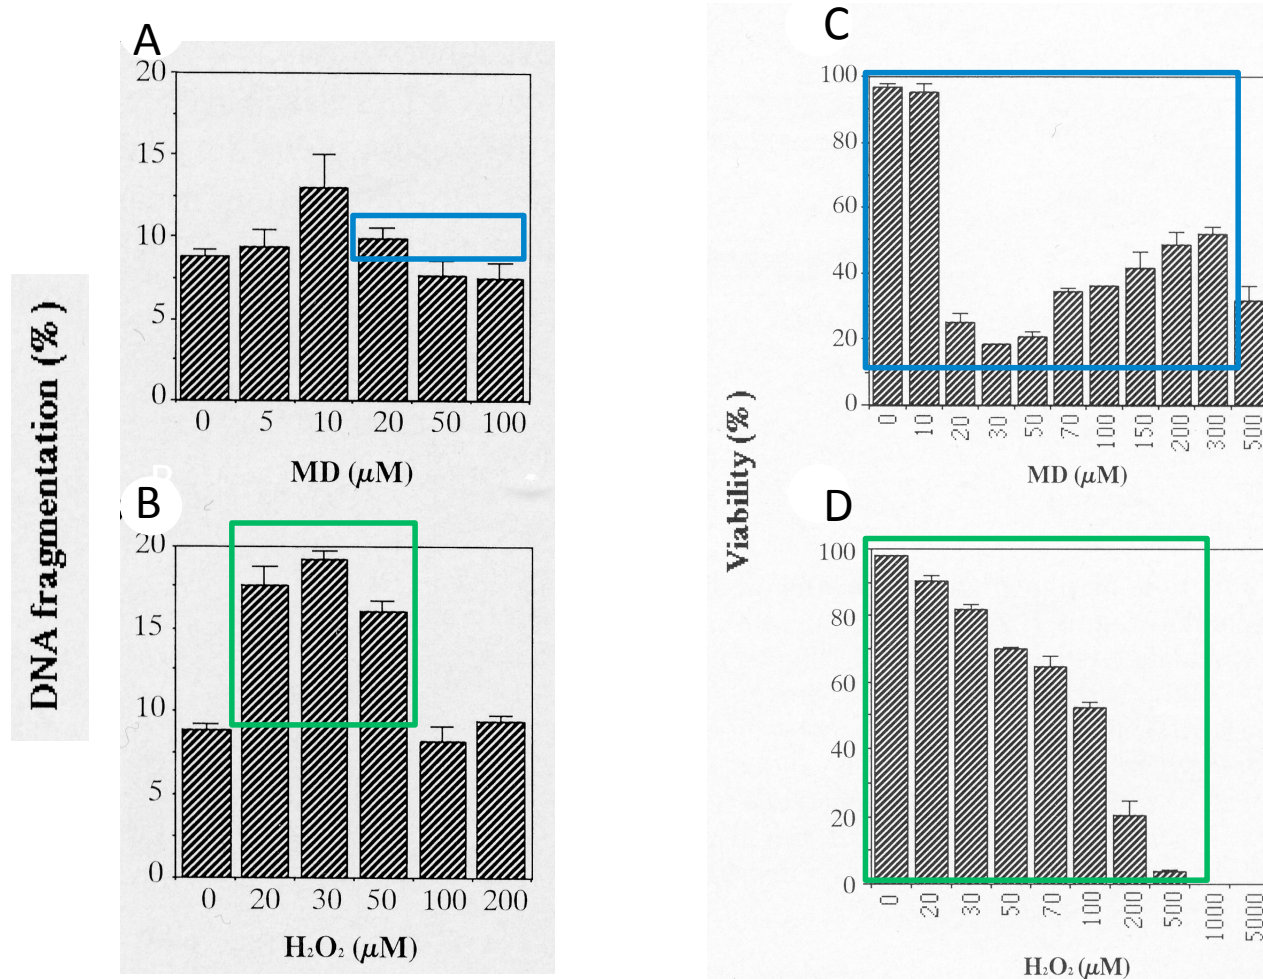 A
DNA fragmentation (%)
20
15
10
5
0
0 5 10 20 50 100
MD (μM)
B
20
15
10
5
0
0 20 30 50 100 200
H₂O₂ (μM)
C
Viability (%)
100
80
60
40
20
0
0 10 20 30 50 70 100 150 200 300 500
MD (μM)
D
100
80
60
40
20
0
0 20 30 50 70 100 200 500 1000 5000
H₂O₂ (μM)